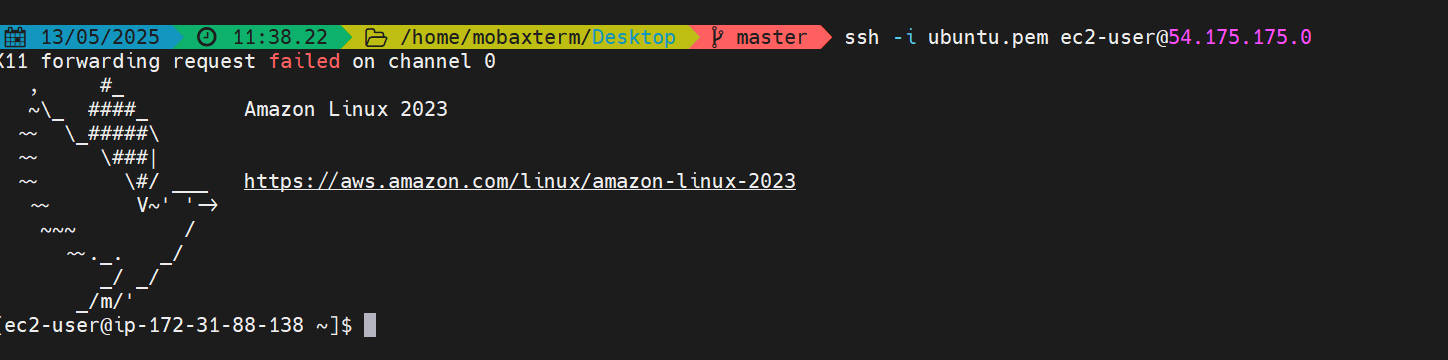 13/05/2025 11:38.22 /home/mobaxterm/Desktop master ssh -i ubuntu.pem ec2-user@54.175.175.0
X11 forwarding request failed on channel 0
   ,     #_
   ~\_  ####_        Amazon Linux 2023
  ~~  \_#####\
  ~~     \###|
  ~~       \#/ ___   https://aws.amazon.com/linux/amazon-linux-2023
   ~~       V~' '->
    ~~~         /
      ~~._.   _/
         _/ _/
       _/m/'
[ec2-user@ip-172-31-88-138 ~]$